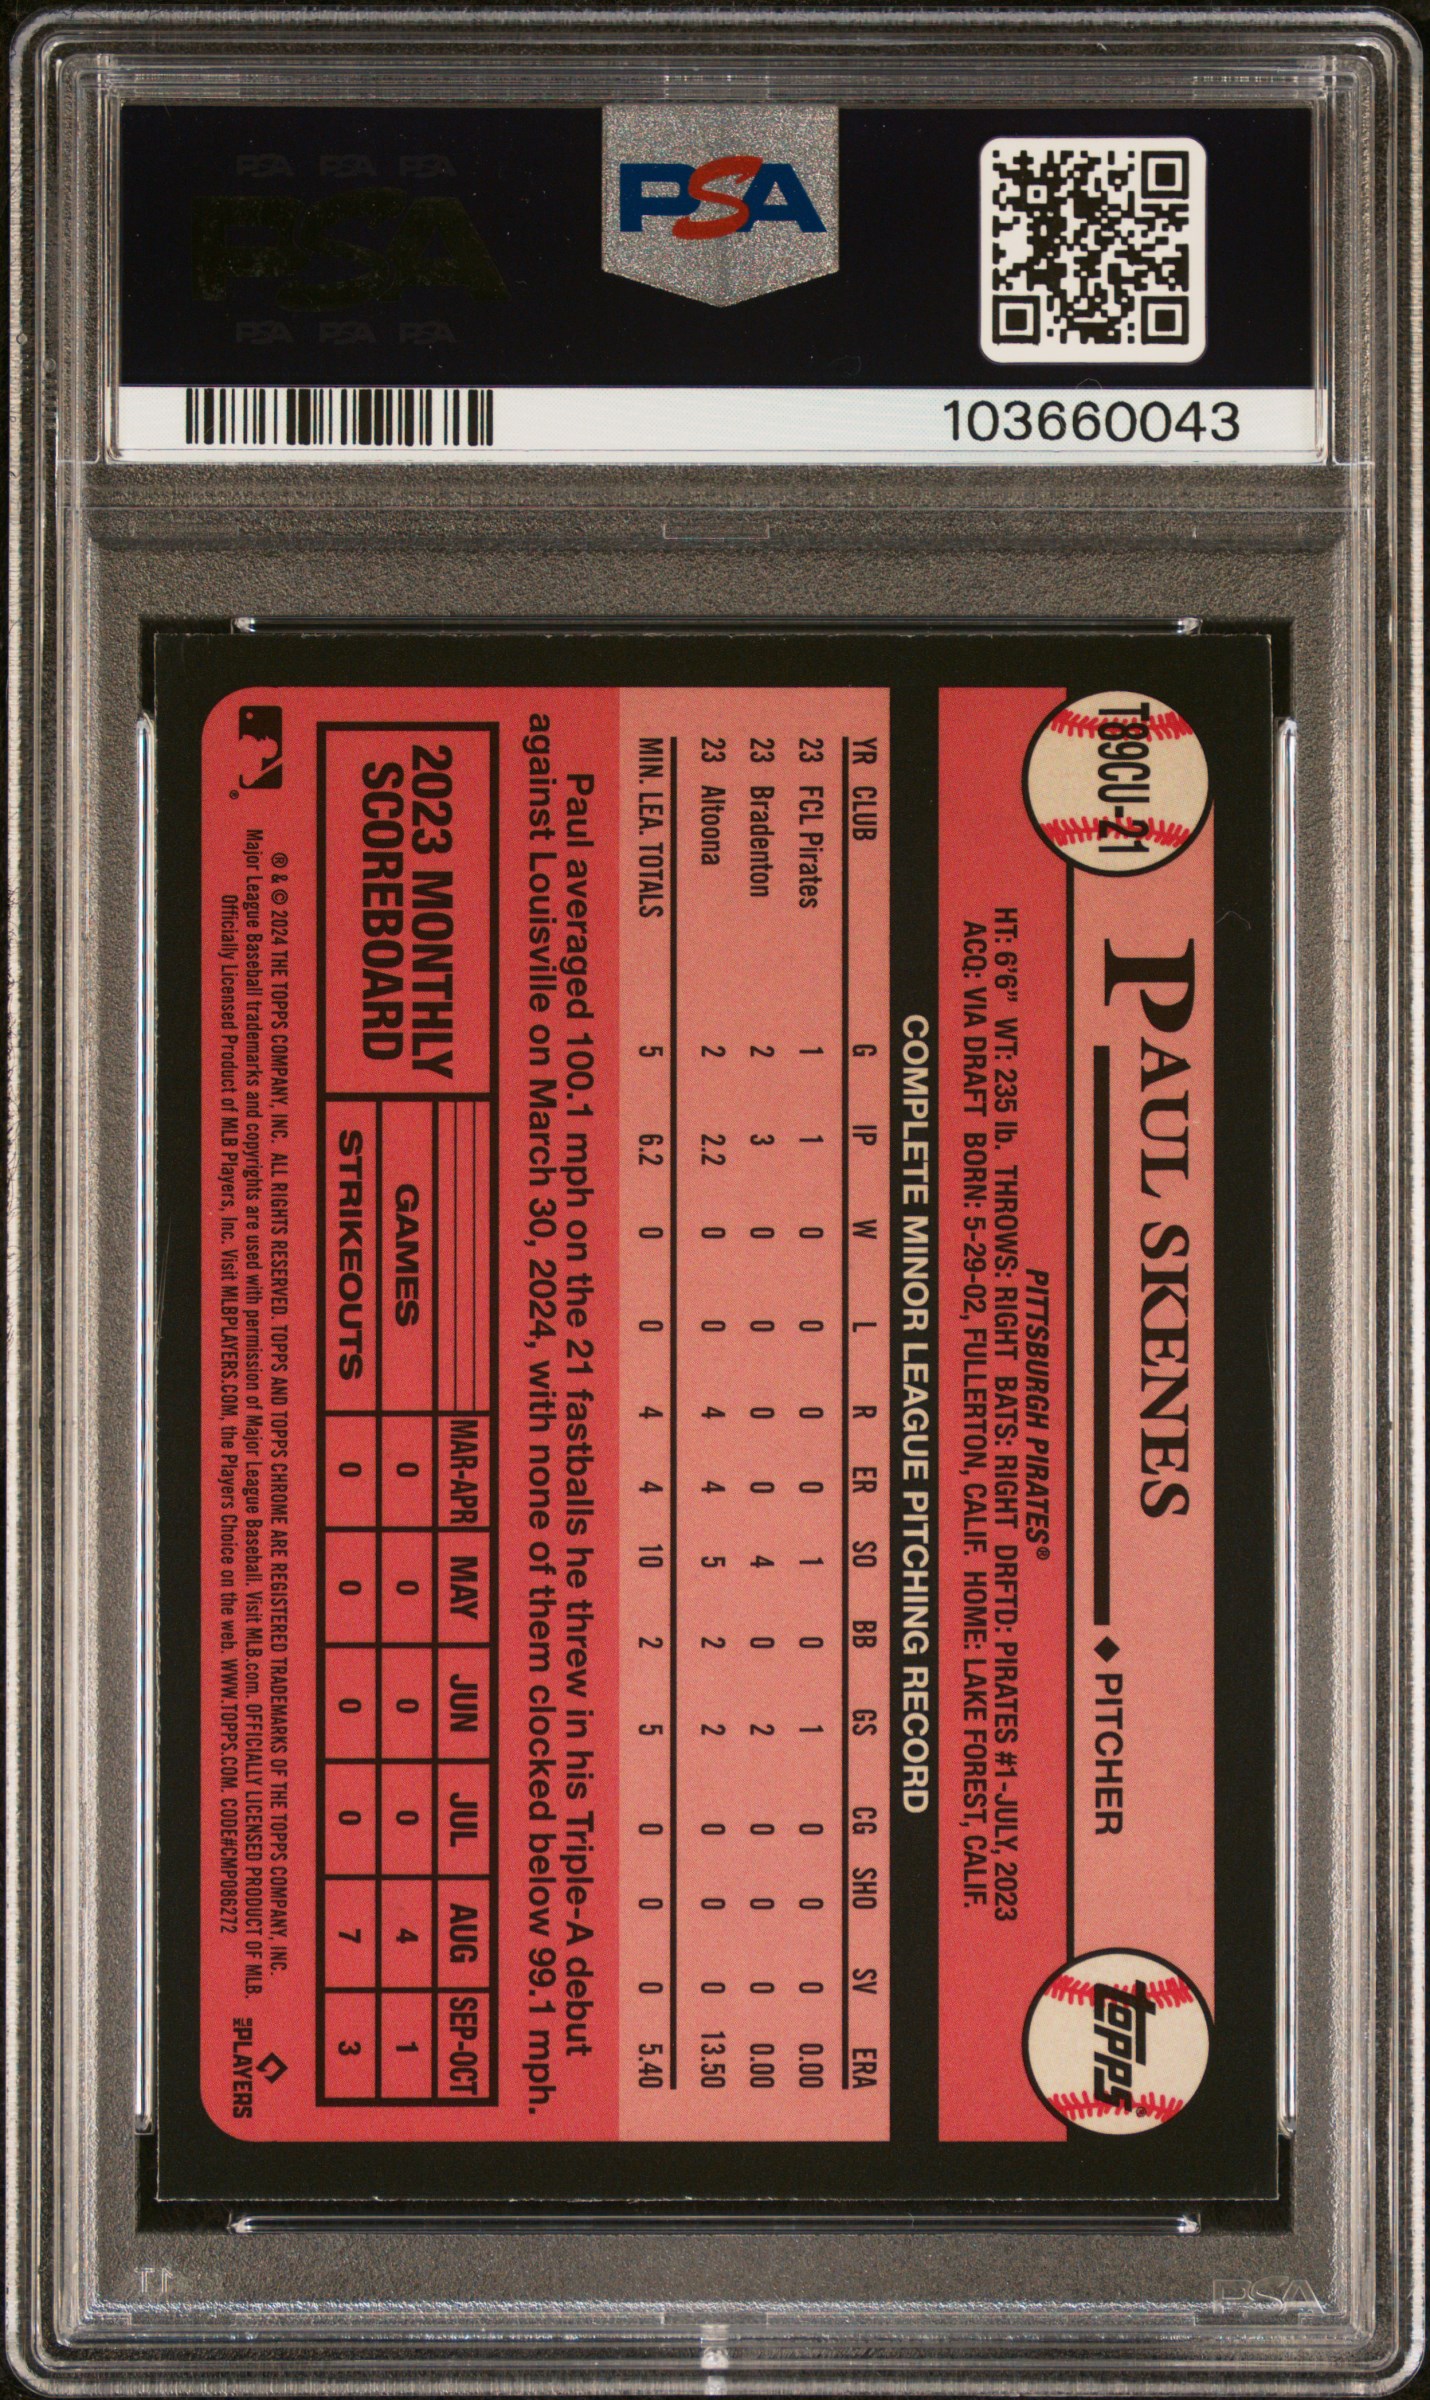 PSA PSA PSA
PSA
PSA PSA PSA
PSA
103660043
T89CU-21
PAUL SKENES
◆ PITCHER
topps®
PITTSBURGH PIRATES®
HT: 6'6" WT: 235 lb. THROWS: RIGHT BATS: RIGHT DRFTD: PIRATES #1-JULY, 2023
ACQ: VIA DRAFT BORN: 5-29-02, FULLERTON, CALIF. HOME: LAKE FOREST, CALIF.
COMPLETE MINOR LEAGUE PITCHING RECORD
YR CLUB G IP W L R ER SO BB GS CG SHO SV ERA
23 FCL Pirates 1 1 0 0 0 0 1 0 1 0 0 0 0.00
23 Bradenton 2 3 0 0 0 0 4 0 2 0 0 0 0.00
23 Altoona 2 2.2 0 0 4 4 5 2 2 0 0 0 13.50
MIN. LEA. TOTALS 5 6.2 0 0 4 4 10 2 5 0 0 0 5.40
Paul averaged 100.1 mph on the 21 fastballs he threw in his Triple-A debut
against Louisville on March 30, 2024, with none of them clocked below 99.1 mph.
2023 MONTHLY
SCOREBOARD
MAR-APR MAY JUN JUL AUG SEP-OCT
GAMES 0 0 0 0 4 1
STRIKEOUTS 0 0 0 0 7 3
® & © 2024 THE TOPPS COMPANY, INC. ALL RIGHTS RESERVED. TOPPS AND TOPPS CHROME ARE REGISTERED TRADEMARKS OF THE TOPPS COMPANY, INC.
Major League Baseball trademarks and copyrights are used with permission of Major League Baseball. Visit MLB.com. OFFICIALLY LICENSED PRODUCT OF MLB.
Officially Licensed Product of MLB Players, Inc. Visit MLBPLAYERS.COM, the Players Choice on the web. WWW.TOPPS.COM. CODE#CMP086272
MLB PLAYERS
PSA